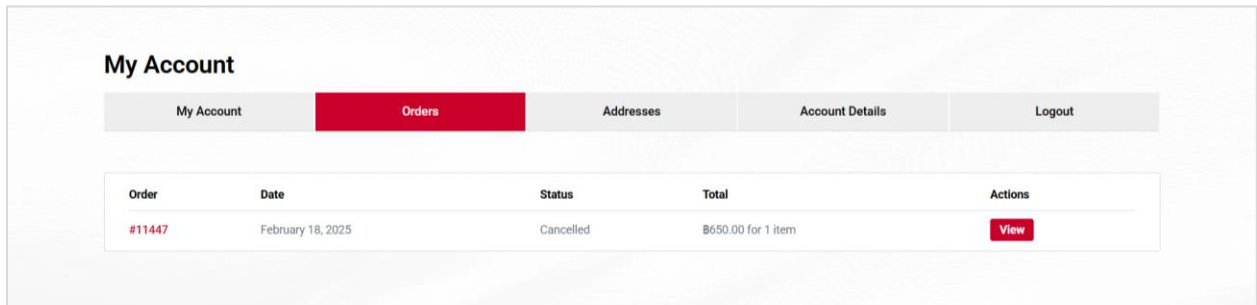 My Account
My Account Orders Addresses Account Details Logout
Order Date Status Total Actions
#11447 February 18, 2025 Cancelled ฿650.00 for 1 item View